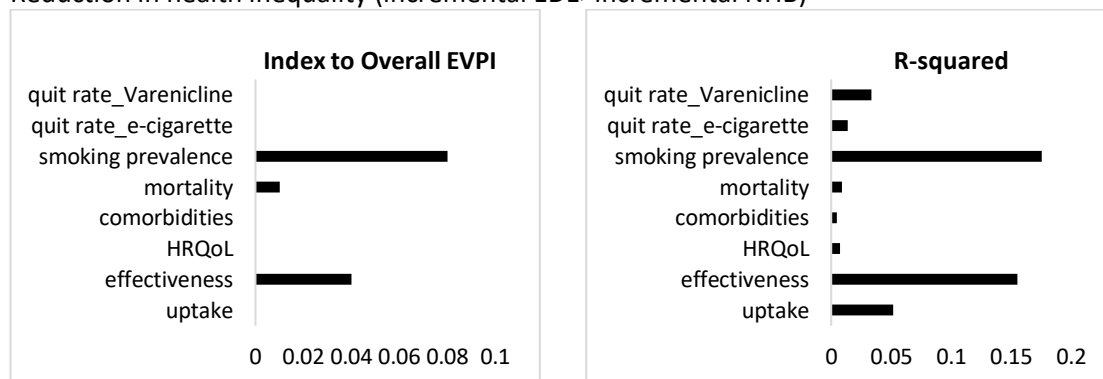 Reduction in health inequality (incremental EDE> incremental NHB)
Index to Overall EVPI
quit rate_Varenicline
quit rate_e-cigarette
smoking prevalence
mortality
comorbidities
HRQoL
effectiveness
uptake
0 0.02 0.04 0.06 0.08 0.1
R-squared
quit rate_Varenicline
quit rate_e-cigarette
smoking prevalence
mortality
comorbidities
HRQoL
effectiveness
uptake
0 0.05 0.1 0.15 0.2